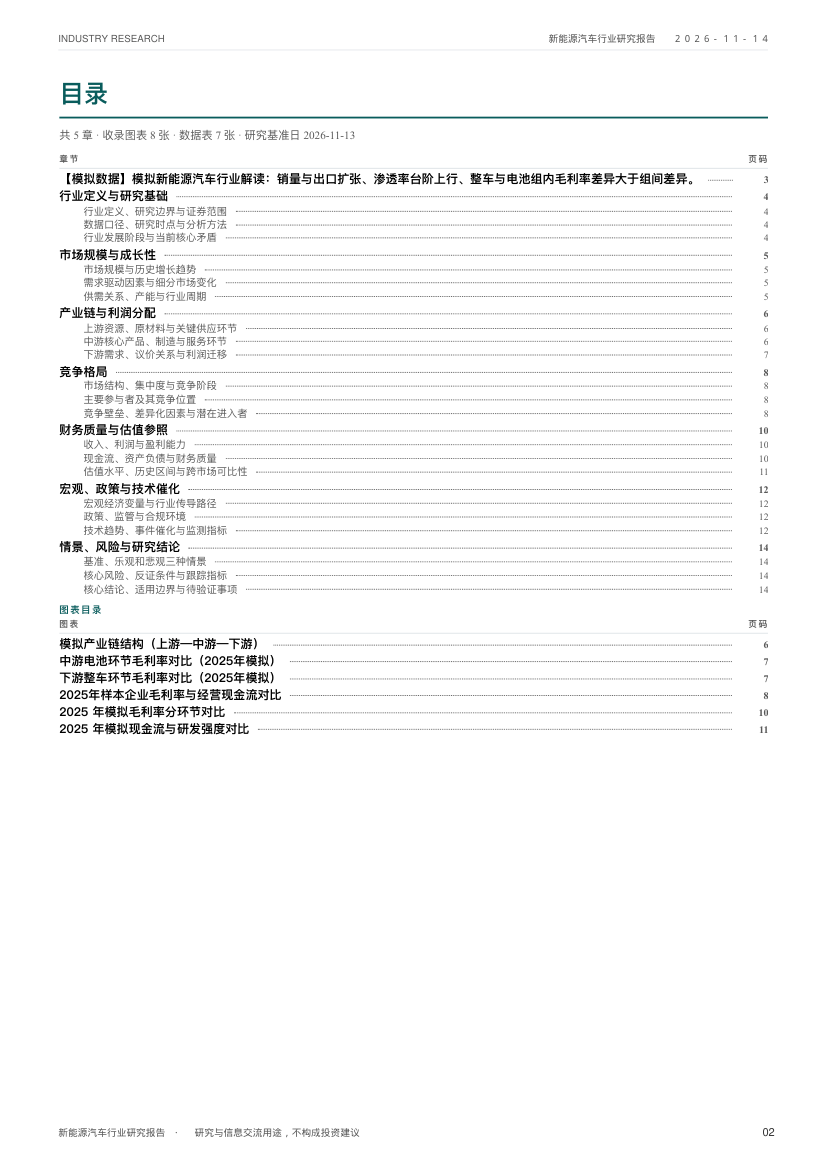 INDUSTRY RESEARCH 新能源汽车行业研究报告 2026-11-14
目录
共 5 章 · 收录图表 8 张 · 数据表 7 张 · 研究基准日 2026-11-13
章节 页码
【模拟数据】模拟新能源汽车行业解读：销量与出口扩张、渗透率台阶上行、整车与电池组内毛利率差异大于组间差异。 3
行业定义与研究基础 4
行业定义、研究边界与证券范围 4
数据口径、研究时点与分析方法 4
行业发展阶段与当前核心矛盾 4
市场规模与成长性 5
市场规模与历史增长趋势 5
需求驱动因素与细分市场变化 5
供需关系、产能与行业周期 5
产业链与利润分配 6
上游资源、原材料与关键供应环节 6
中游核心产品、制造与服务环节 6
下游需求、议价关系与利润迁移 7
竞争格局 8
市场结构、集中度与竞争阶段 8
主要参与者及其竞争位置 8
竞争壁垒、差异化因素与潜在进入者 8
财务质量与估值参照 10
收入、利润与盈利能力 10
现金流、资产负债与财务质量 10
估值水平、历史区间与跨市场可比性 11
宏观、政策与技术催化 12
宏观经济变量与行业传导路径 12
政策、监管与合规环境 12
技术趋势、事件催化与监测指标 12
情景、风险与研究结论 14
基准、乐观和悲观三种情景 14
核心风险、反证条件与跟踪指标 14
核心结论、适用边界与待验证事项 14
图表目录
图表 页码
模拟产业链结构（上游—中游—下游） 6
中游电池环节毛利率对比（2025年模拟） 7
下游整车环节毛利率对比（2025年模拟） 7
2025年样本企业毛利率与经营现金流对比 8
2025 年模拟毛利率分环节对比 10
2025 年模拟现金流与研发强度对比 11
新能源汽车行业研究报告 · 研究与信息交流用途，不构成投资建议 02